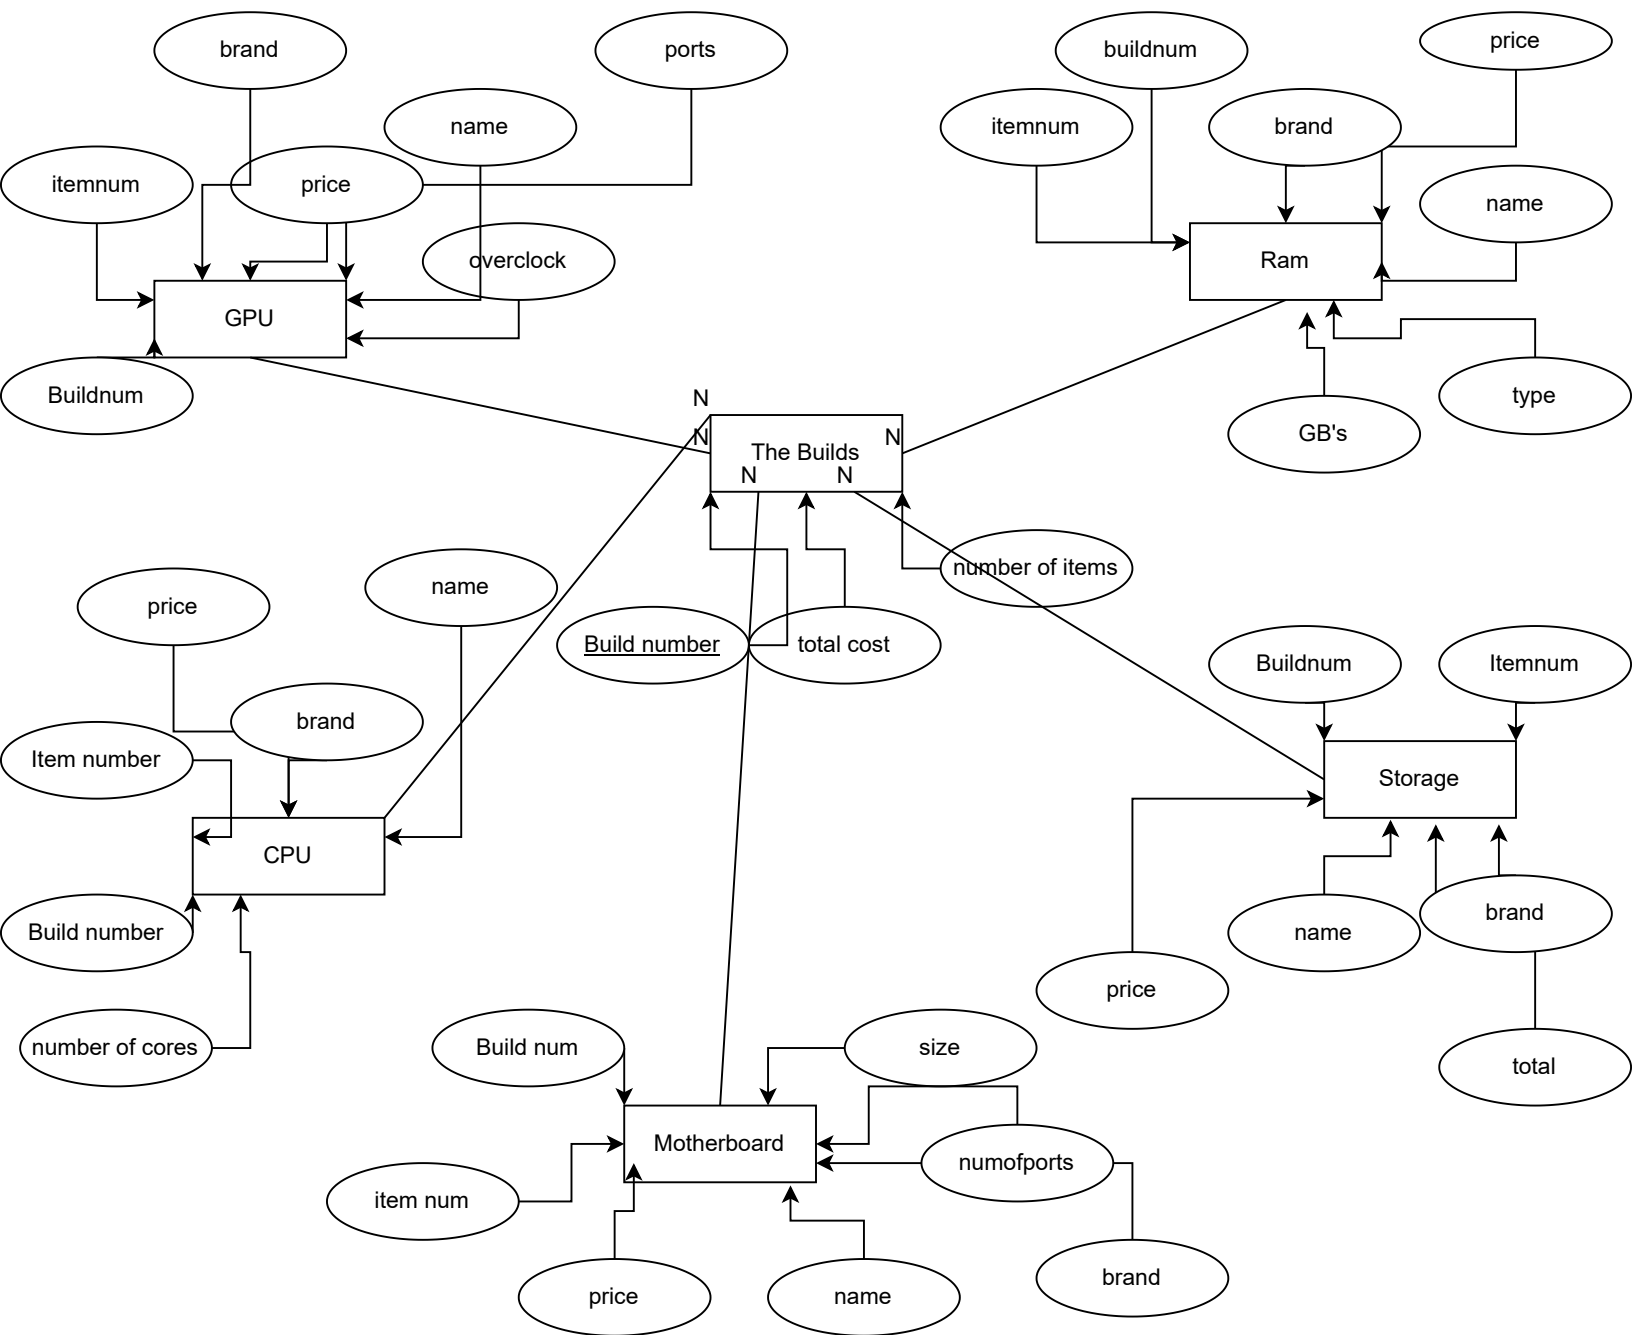 brand
ports
buildnum
price
name
itemnum
brand
itemnum
price
name
overclock
Ram
GPU
Buildnum
N
type
N
N
GB's
The Builds
N
N
number of items
name
price
Build number
total cost
Buildnum
Itemnum
brand
Item number
Storage
CPU
brand
Build number
name
price
number of cores
Build num
size
total
Motherboard
numofports
item num
brand
price
name